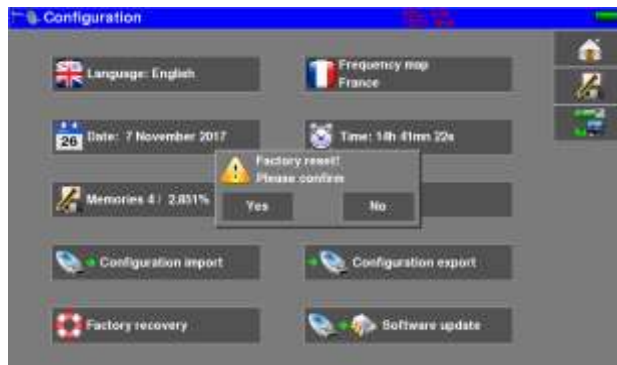 Configuration
Language: English
Frequency map
France
26
Date: 7 November 2017
Time: 14h 41mn 22s
Factory reset!
Please confirm
Yes
No
Memories 4 / 2.851%
Configuration import
Configuration export
Factory recovery
Software update